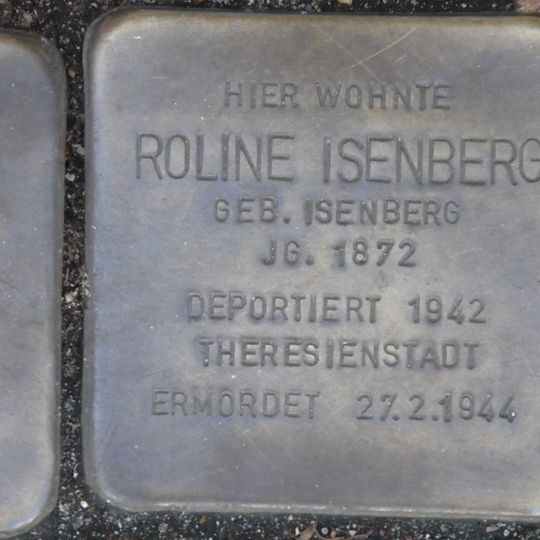 HIER WOHNTE
ROLINE ISENBERG
GEB. ISENBERG
JG. 1872
DEPORTIERT 1942
THERESIENSTADT
ERMORDET 27.2.1944